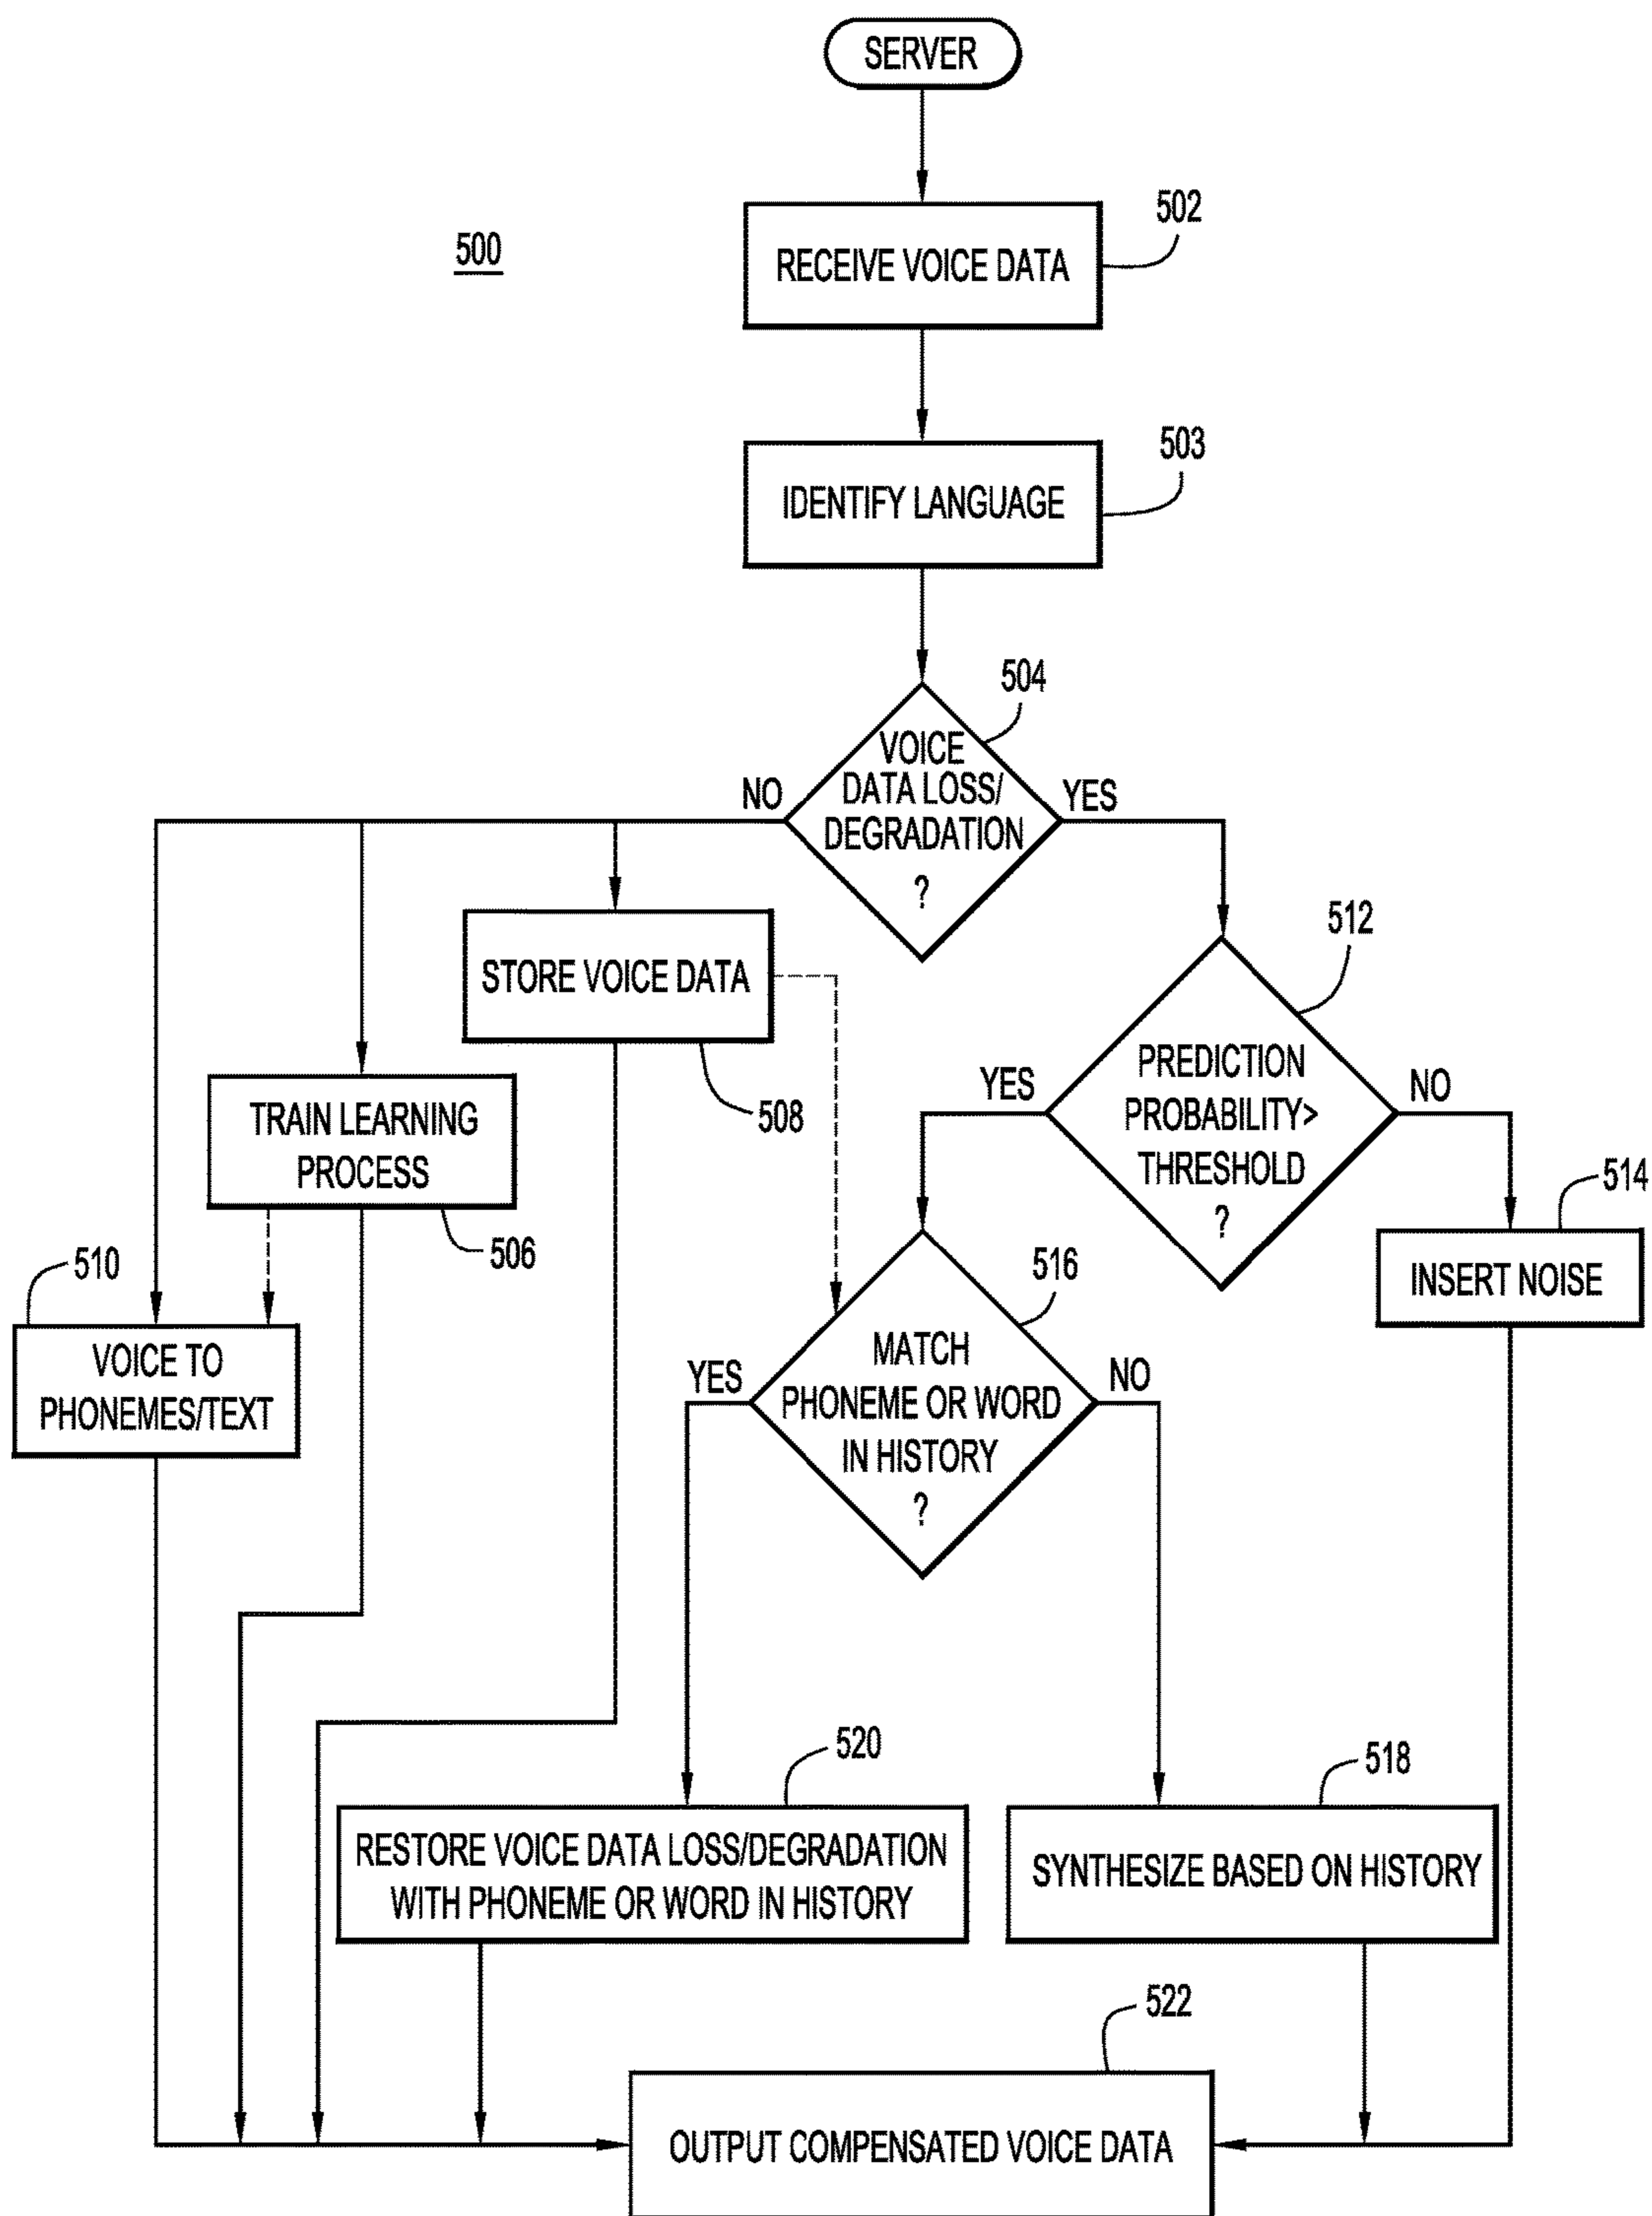 SERVER
500
502
RECEIVE VOICE DATA
503
IDENTIFY LANGUAGE
504
VOICE
DATA LOSS/
DEGRADATION
?
NO
YES
512
STORE VOICE DATA
508
PREDICTION
PROBABILITY>
THRESHOLD
?
YES
NO
TRAIN LEARNING
PROCESS
506
514
INSERT NOISE
510
VOICE TO
PHONEMES/TEXT
516
MATCH
PHONEME OR WORD
IN HISTORY
?
YES
NO
520
RESTORE VOICE DATA LOSS/DEGRADATION
WITH PHONEME OR WORD IN HISTORY
518
SYNTHESIZE BASED ON HISTORY
522
OUTPUT COMPENSATED VOICE DATA